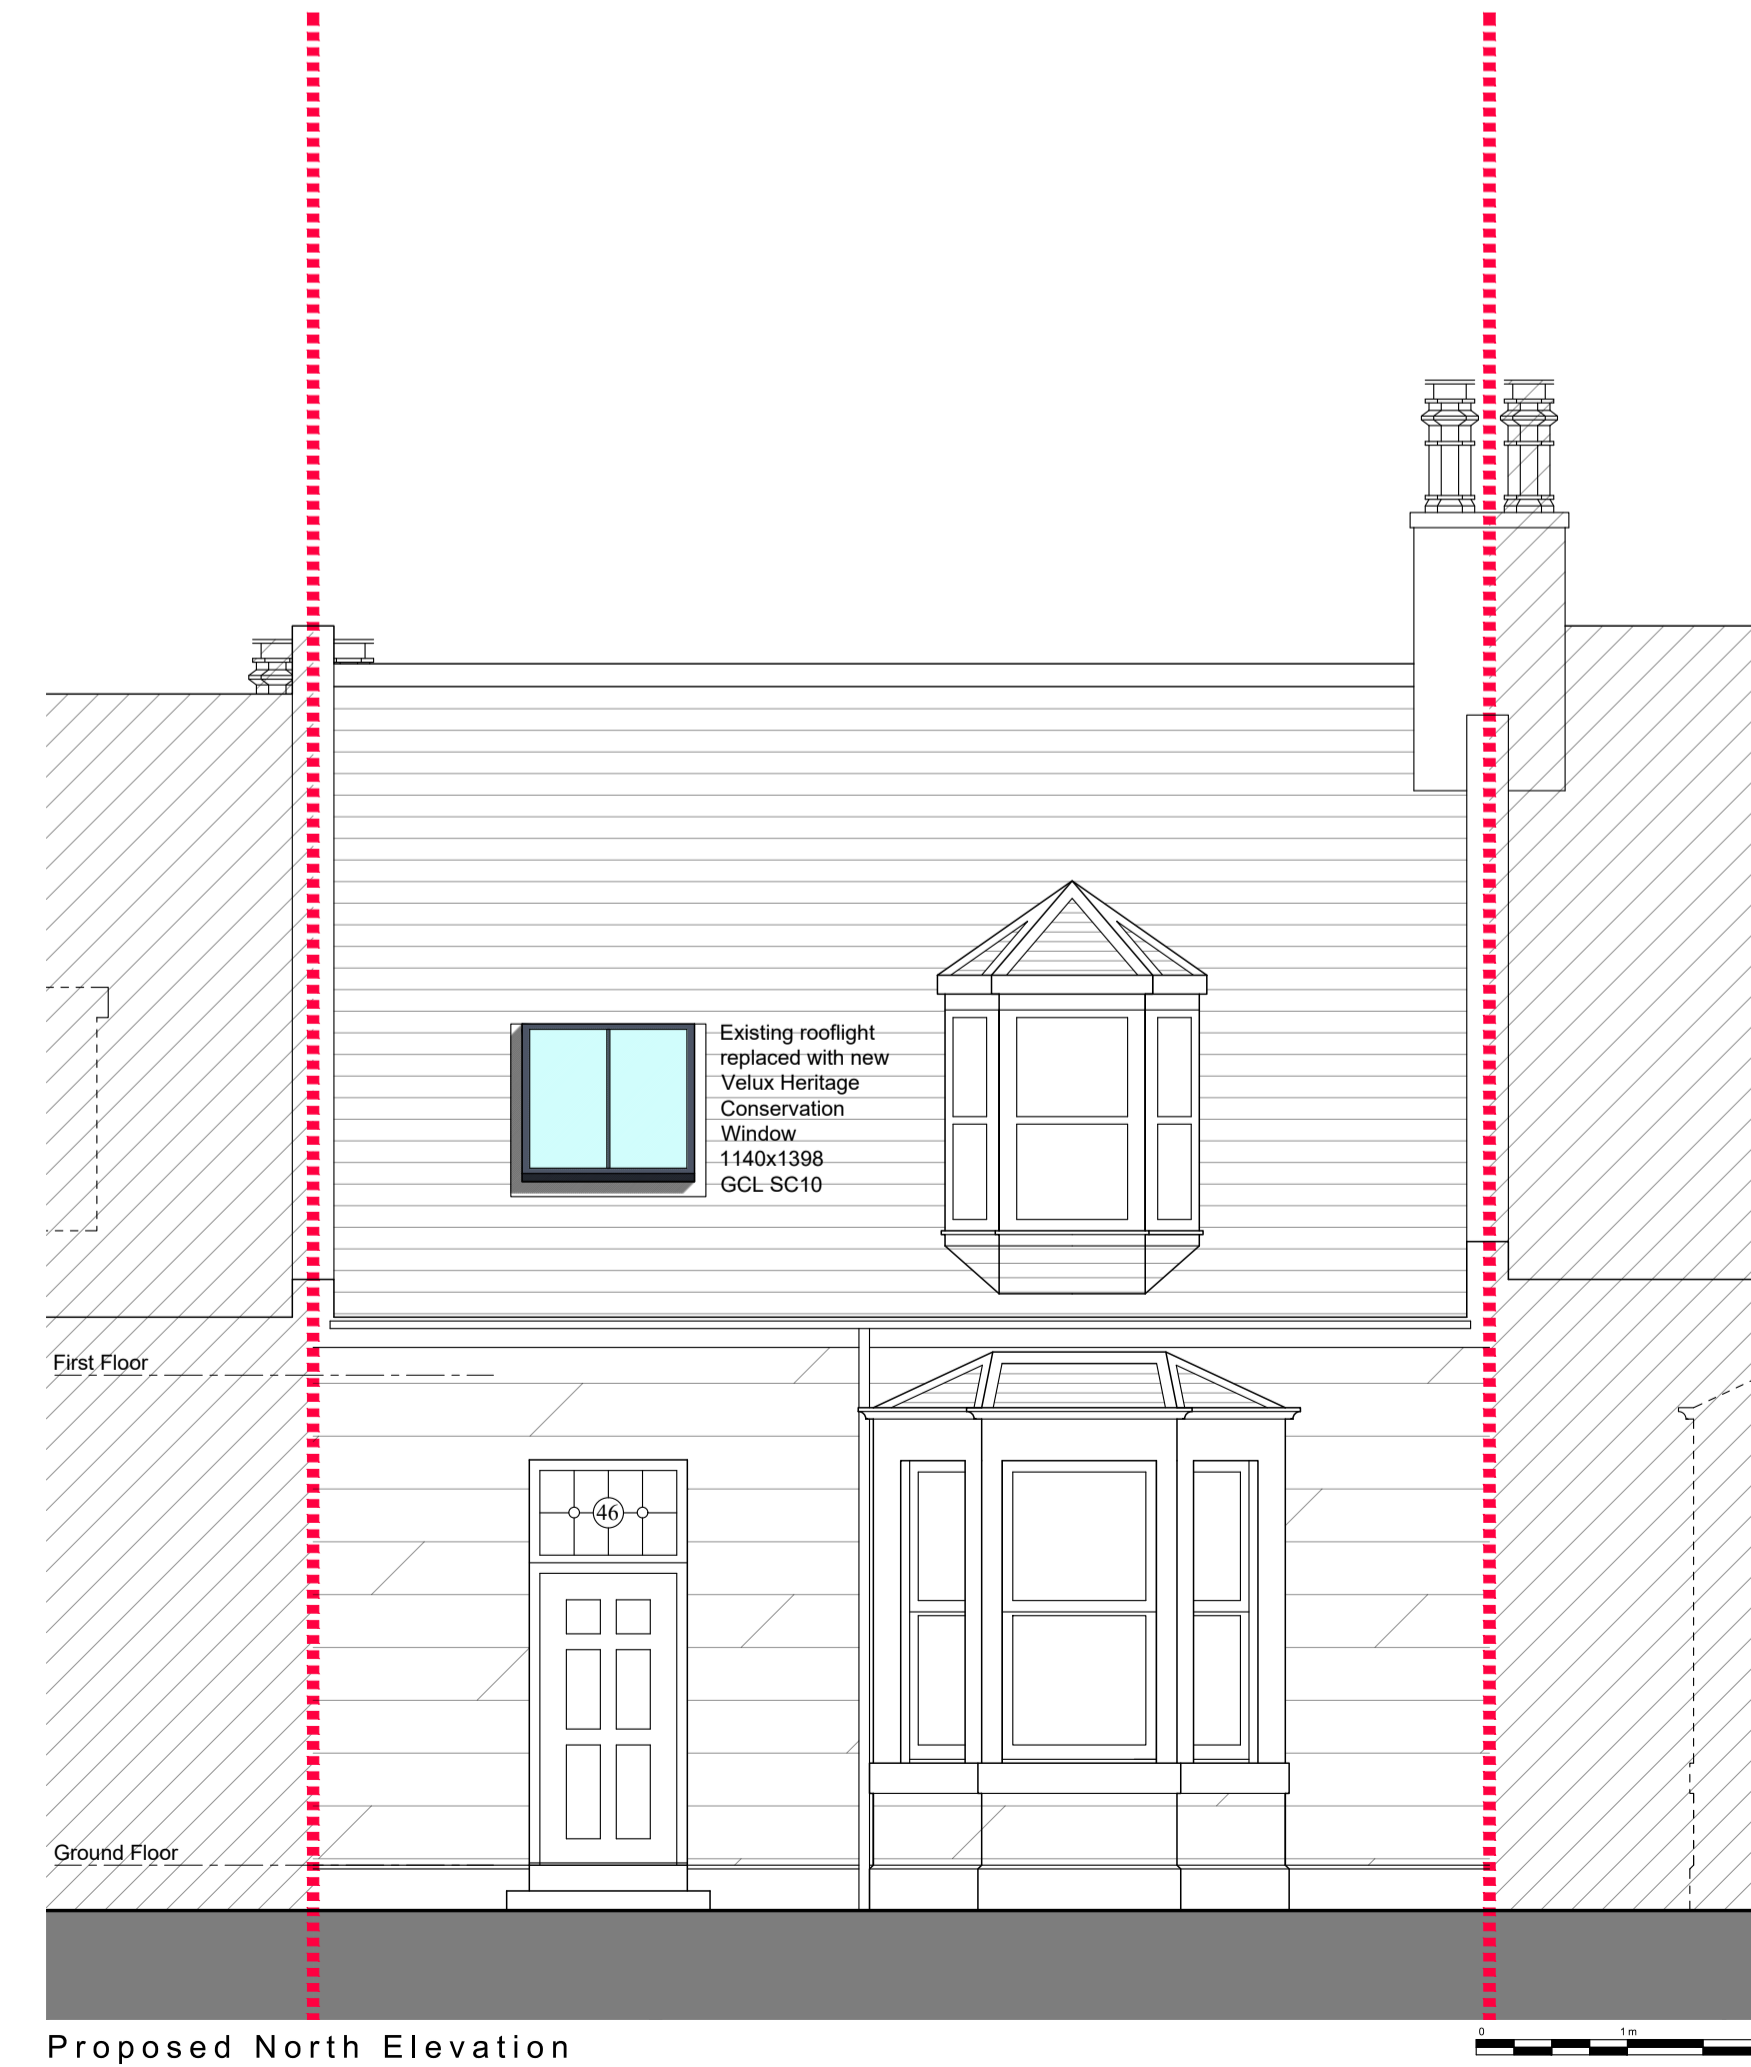 Existing rooflight
replaced with new
Velux Heritage
Conservation
Window
1140x1398
GCL SC10
First Floor
46
Ground Floor
Proposed North Elevation
0 1 m